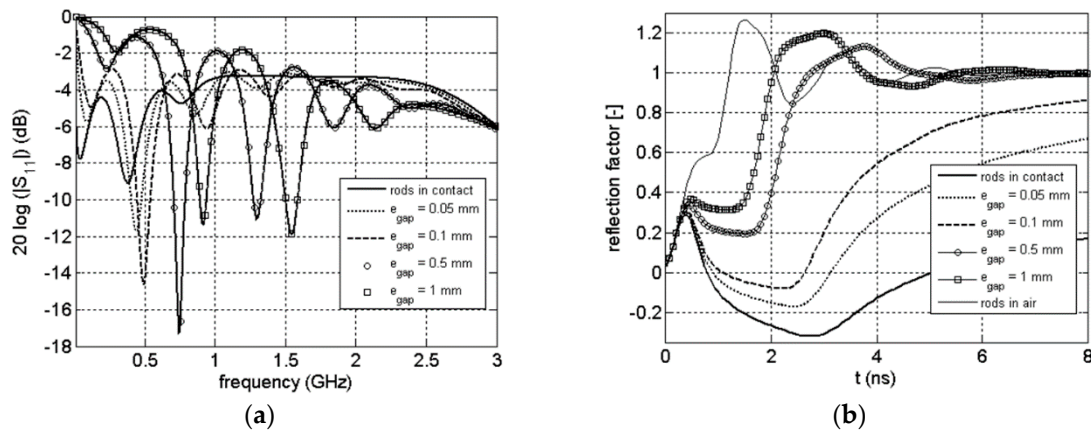 0
-2
-4
-6
-8
-10
-12
-14
-16
-18
20 log (|S11|) (dB)
0.5
1
1.5
2
2.5
3
frequency (GHz)
rods in contact
egap = 0.05 mm
egap = 0.1 mm
egap = 0.5 mm
egap = 1 mm
(a)
1.2
1
0.8
0.6
0.4
0.2
0
-0.2
reflection factor [-]
0
2
4
6
8
t (ns)
rods in contact
egap = 0.05 mm
egap = 0.1 mm
egap = 0.5 mm
egap = 1 mm
rods in air
(b)